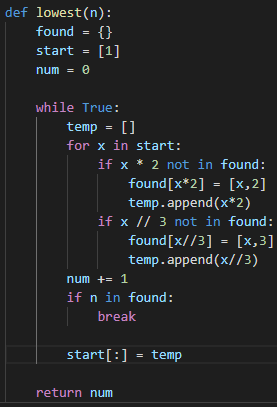 def lowest(n):
    found = {}
    start = [1]
    num = 0

    while True:
        temp = []
        for x in start:
            if x * 2 not in found:
                found[x*2] = [x,2]
                temp.append(x*2)
            if x // 3 not in found:
                found[x//3] = [x,3]
                temp.append(x//3)
        num += 1
        if n in found:
            break

        start[:] = temp

    return num